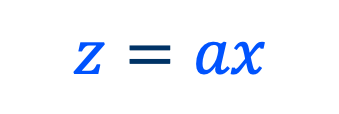 z = ax